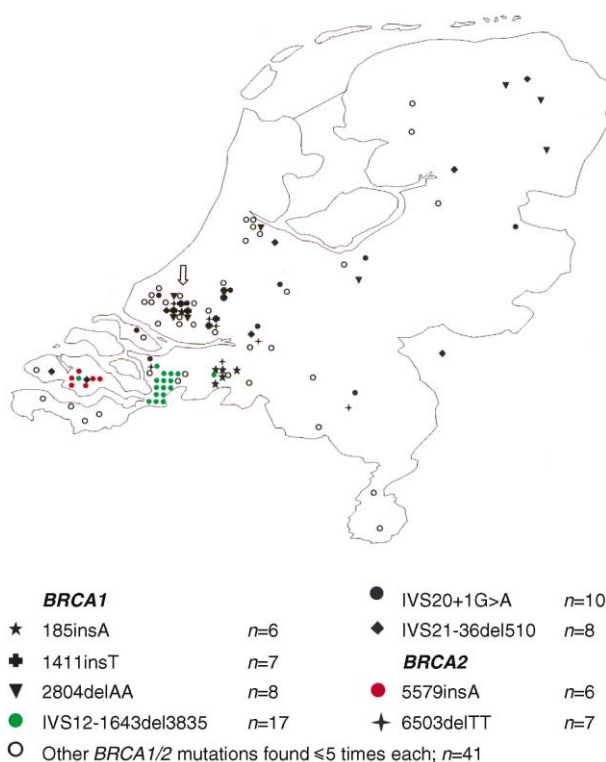 BRCA1
★ 185insA n=6
✚ 1411insT n=7
▼ 2804delAA n=8
● IVS12-1643del3835 n=17
● IVS20+1G>A n=10
◆ IVS21-36del510 n=8
BRCA2
● 5579insA n=6
✦ 6503delTT n=7
○ Other BRCA1/2 mutations found ≤5 times each; n=41